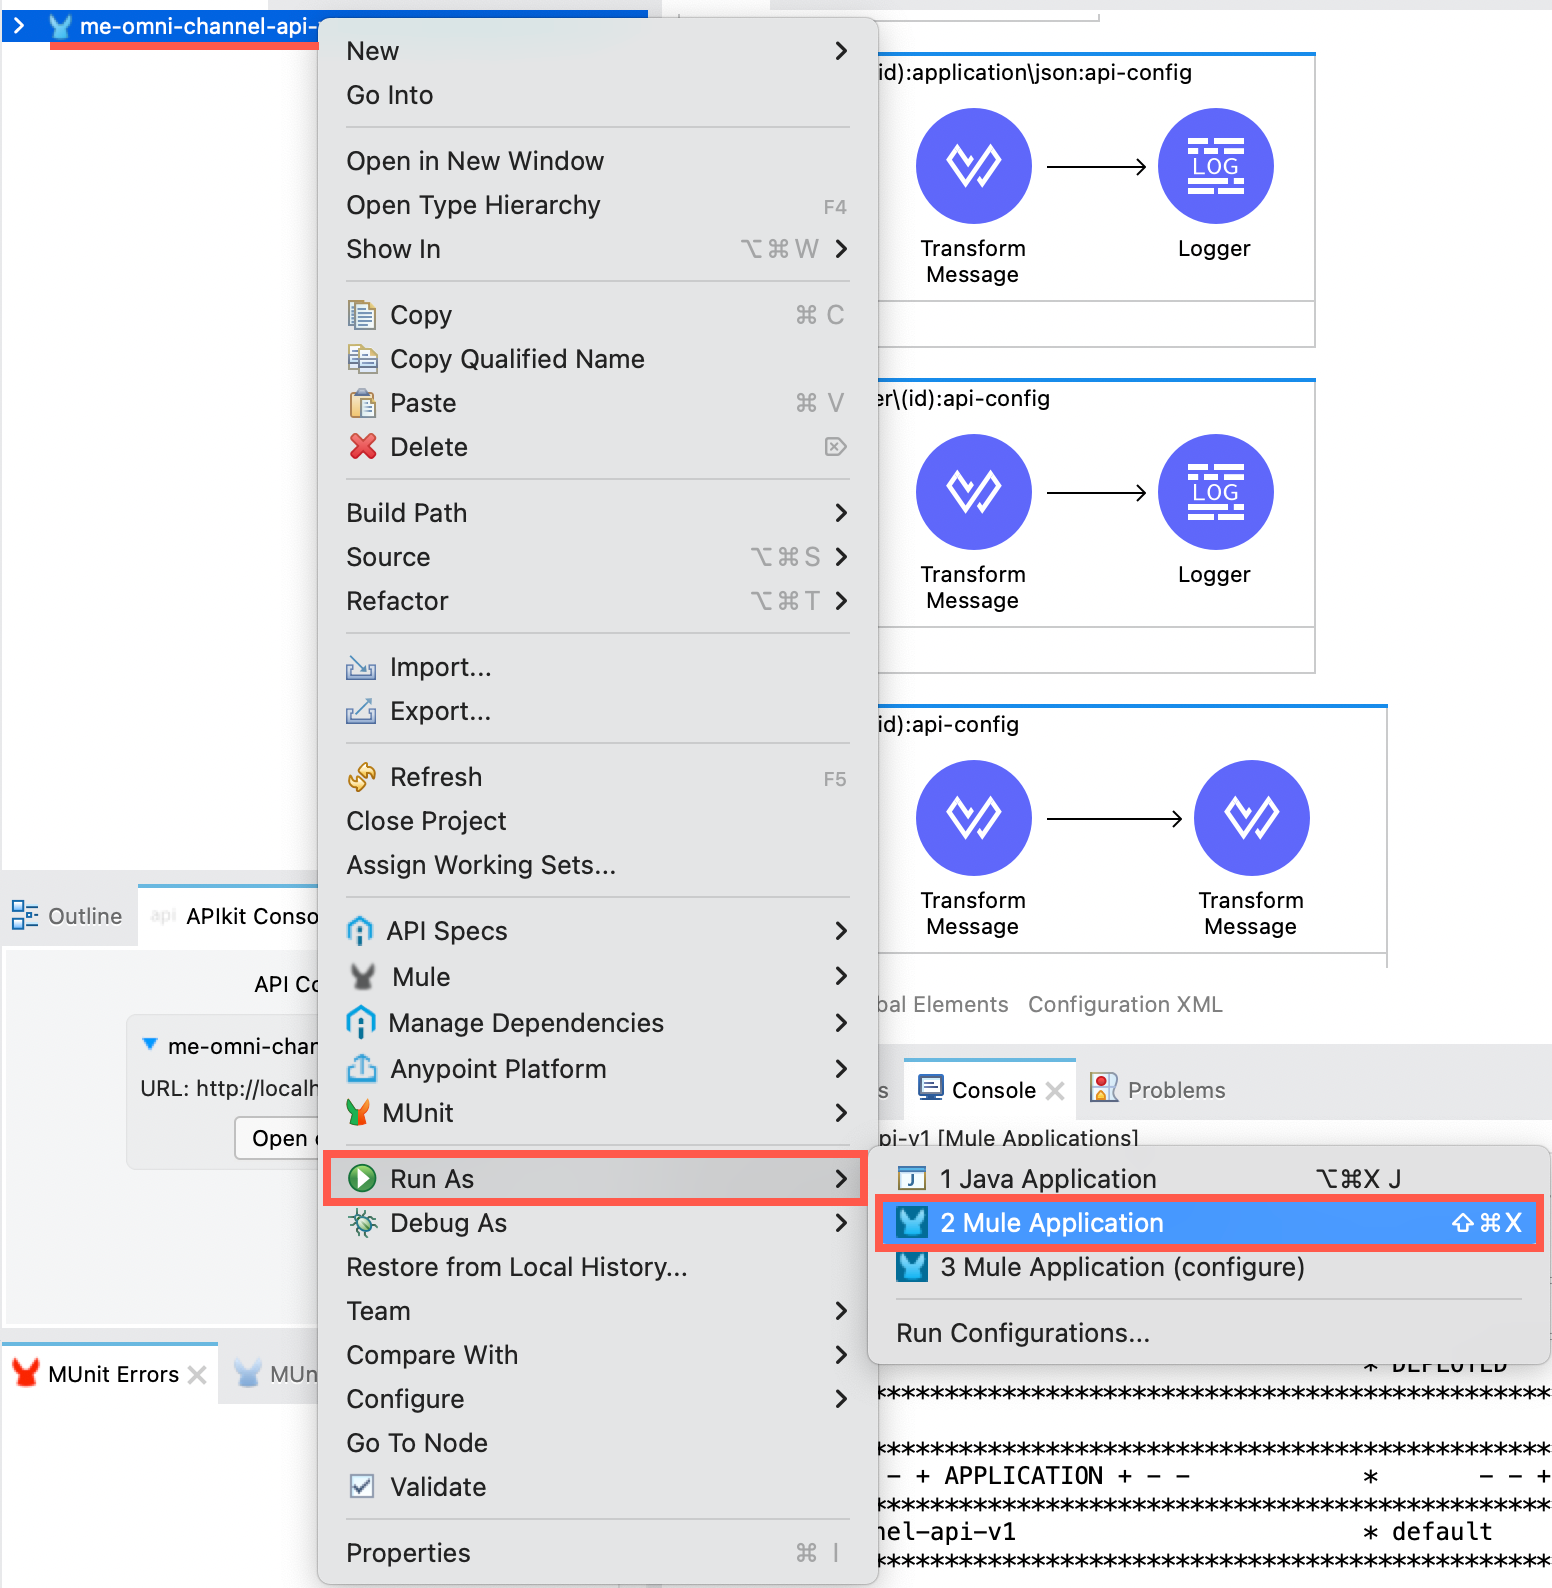 me-omni-channel-api-
New
Go Into
Open in New Window
Open Type Hierarchy F4
Show In ⌥⌘W
Copy ⌘ C
Copy Qualified Name
Paste ⌘ V
Delete ⌦
Build Path
Source ⌥⌘S
Refactor ⌥⌘T
Import...
Export...
Refresh F5
Close Project
Assign Working Sets...
API Specs
Mule
Manage Dependencies
Anypoint Platform
MUnit
Run As
Debug As
Restore from Local History...
Team
Compare With
Configure
Go To Node
Validate
Properties ⌘ I
1 Java Application ⌥⌘X J
2 Mule Application ⇧⌘X
3 Mule Application (configure)
Run Configurations...
id):application\json:api-config
LOG
Transform
Message
Logger
er\(id):api-config
LOG
Transform
Message
Logger
id):api-config
Transform
Message
Transform
Message
bal Elements Configuration XML
s Console Problems
pi-v1 [Mule Applications]
* DEPLOYED
*************************************************
*************************************************
- + APPLICATION + - - * - - +
*************************************************
nel-api-v1 * default
*************************************************
Outline
api APIkit Conso
API Co
me-omni-chan
URL: http://localh
Open
MUnit Errors MUn